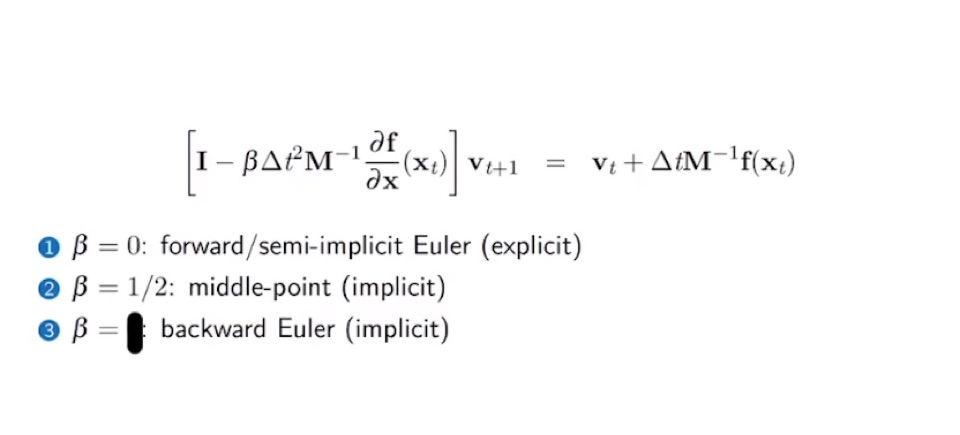 [I − βΔt²M⁻¹ ∂f/∂x (xₜ)] vₜ₊₁ = vₜ + ΔtM⁻¹f(xₜ)
1 β = 0: forward/semi-implicit Euler (explicit)
2 β = 1/2: middle-point (implicit)
3 β = : backward Euler (implicit)